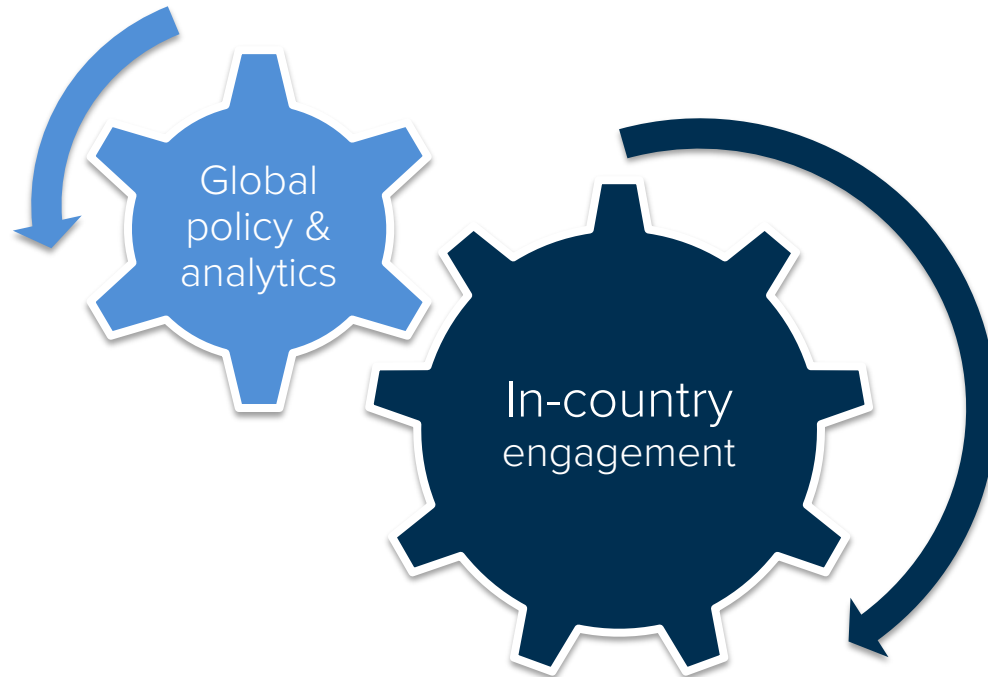 Global
policy &
analytics
In-country
engagement